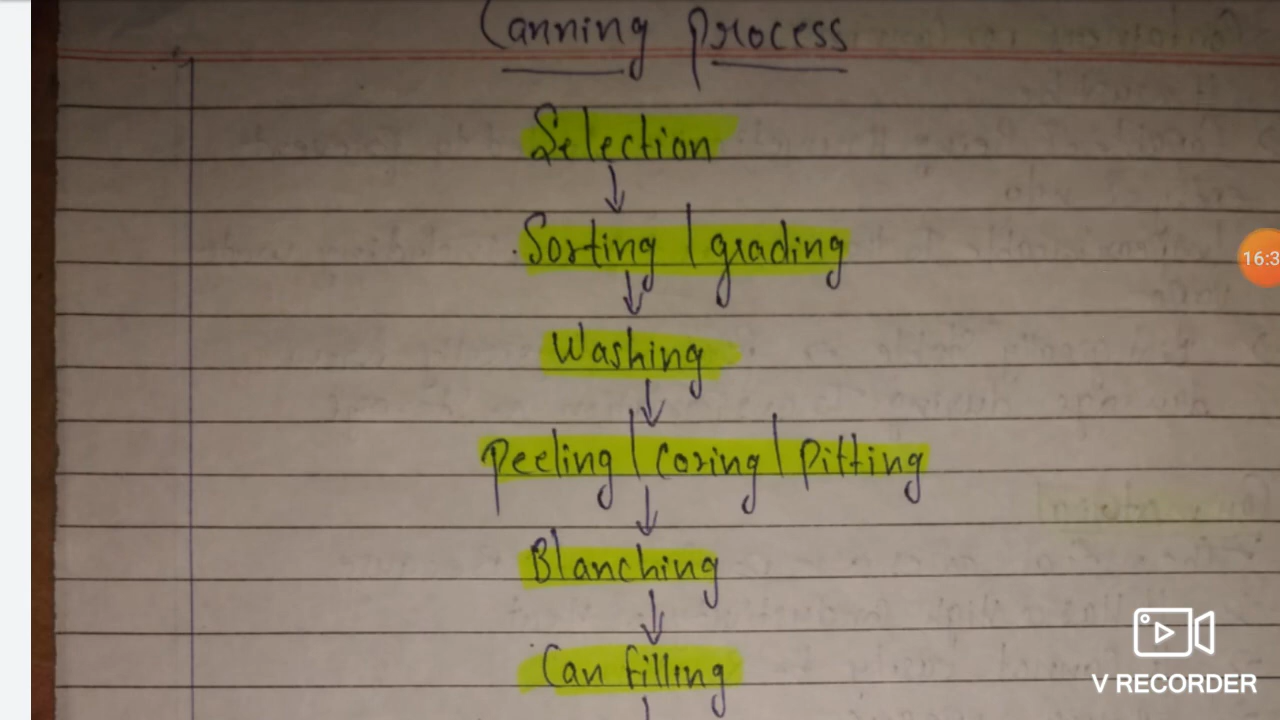 Canning process
Selection
↓
Sorting | grading
↓
Washing
↓
Peeling | coring | pitting
↓
Blanching
↓
Can filling
16:3
V RECORDER